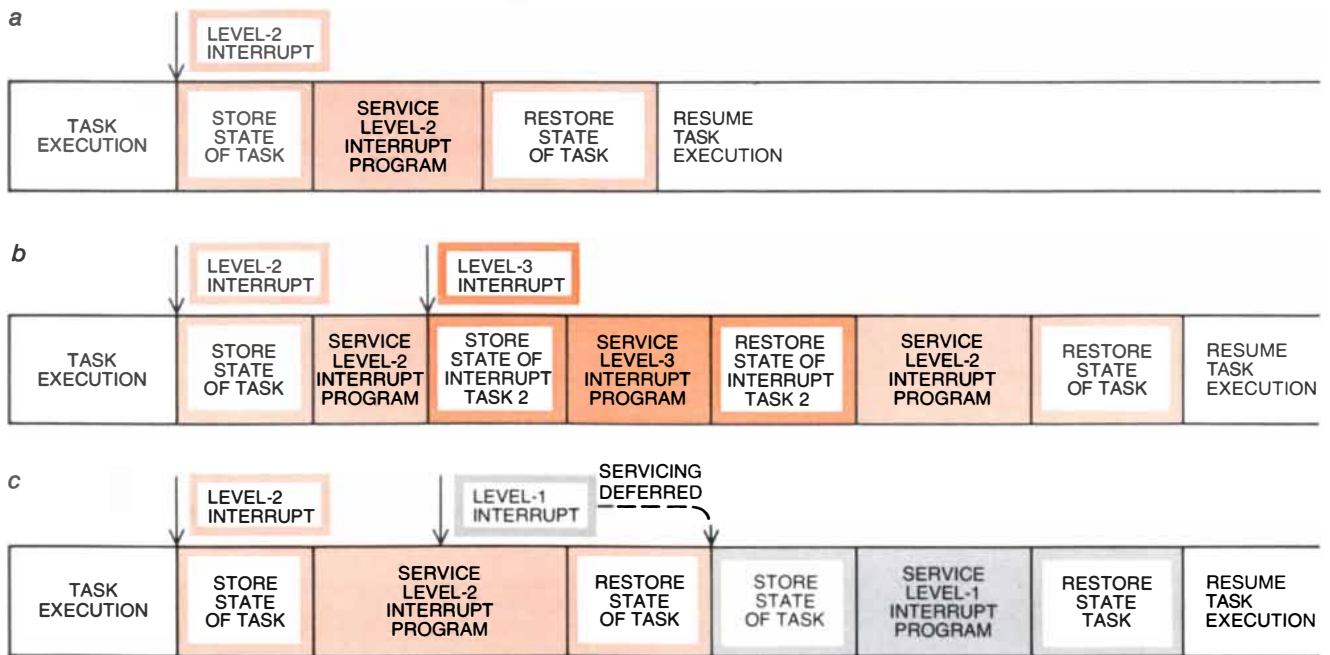 a
LEVEL-2
INTERRUPT
TASK
EXECUTION
STORE
STATE
OF TASK
SERVICE
LEVEL-2
INTERRUPT
PROGRAM
RESTORE
STATE
OF TASK
RESUME
TASK
EXECUTION
b
LEVEL-2
INTERRUPT
LEVEL-3
INTERRUPT
TASK
EXECUTION
STORE
STATE
OF TASK
SERVICE
LEVEL-2
INTERRUPT
PROGRAM
STORE
STATE OF
INTERRUPT
TASK 2
SERVICE
LEVEL-3
INTERRUPT
PROGRAM
RESTORE
STATE OF
INTERRUPT
TASK 2
SERVICE
LEVEL-2
INTERRUPT
PROGRAM
RESTORE
STATE
OF TASK
RESUME
TASK
EXECUTION
c
LEVEL-2
INTERRUPT
LEVEL-1
INTERRUPT
SERVICING
DEFERRED
TASK
EXECUTION
STORE
STATE
OF TASK
SERVICE
LEVEL-2
INTERRUPT
PROGRAM
RESTORE
STATE
OF TASK
STORE
STATE
OF TASK
SERVICE
LEVEL-1
INTERRUPT
PROGRAM
RESTORE
STATE
TASK
RESUME
TASK
EXECUTION